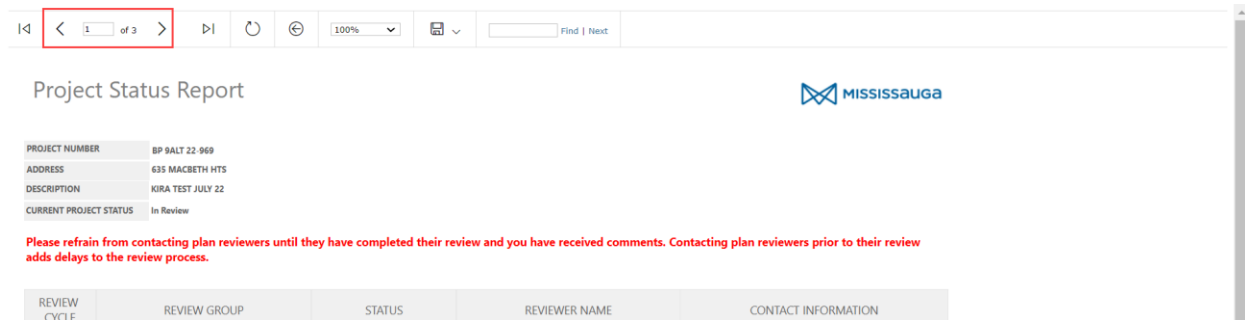 1 of 3 100% Find | Next
Project Status Report
MISSISSAUGA
PROJECT NUMBER BP 9ALT 22-969
ADDRESS 635 MACBETH HTS
DESCRIPTION KIRA TEST JULY 22
CURRENT PROJECT STATUS In Review
Please refrain from contacting plan reviewers until they have completed their review and you have received comments. Contacting plan reviewers prior to their review
adds delays to the review process.
REVIEW
CYCLE REVIEW GROUP STATUS REVIEWER NAME CONTACT INFORMATION